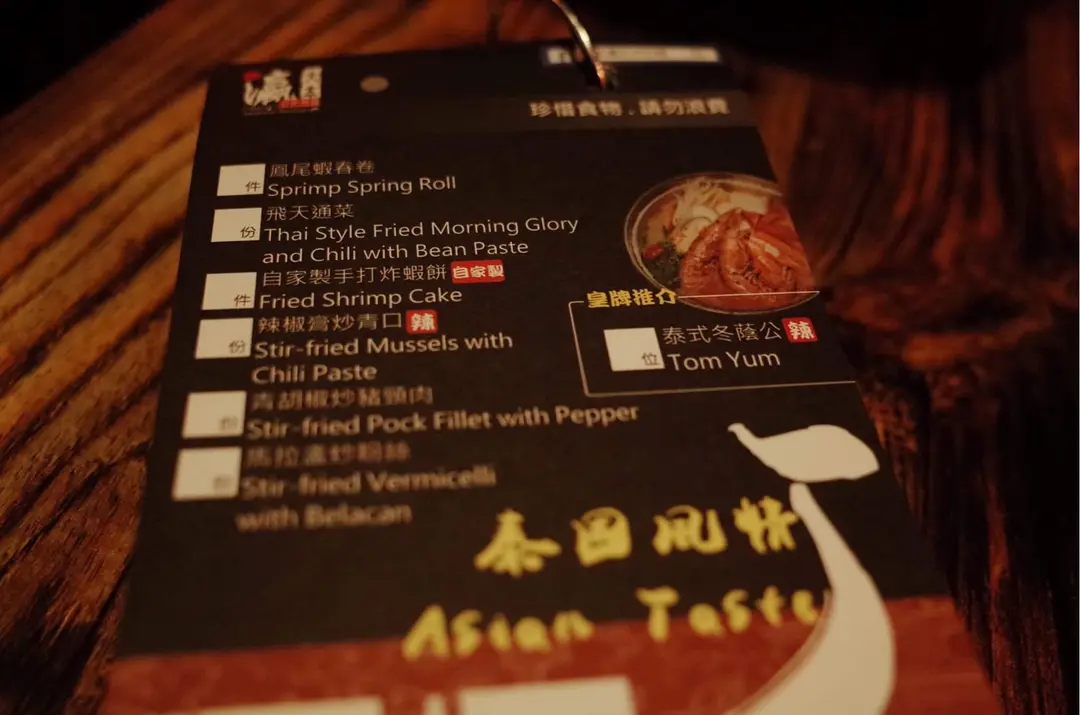 珍惜食物．請勿浪費
鳳尾蝦春卷
件 Sprimp Spring Roll
飛天通菜
份 Thai Style Fried Morning Glory
and Chili with Bean Paste
自家製手打炸蝦餅 自家製
件 Fried Shrimp Cake
辣椒膏炒青口 辣
份 Stir-fried Mussels with
Chili Paste
青胡椒炒豬頸肉
份 Stir-fried Pock Fillet with Pepper
馬拉盞炒粉絲
份 Stir-fried Vermicelli
with Belacan
皇牌推介
泰式冬蔭公 辣
位 Tom Yum
泰國風情
Asian Taste